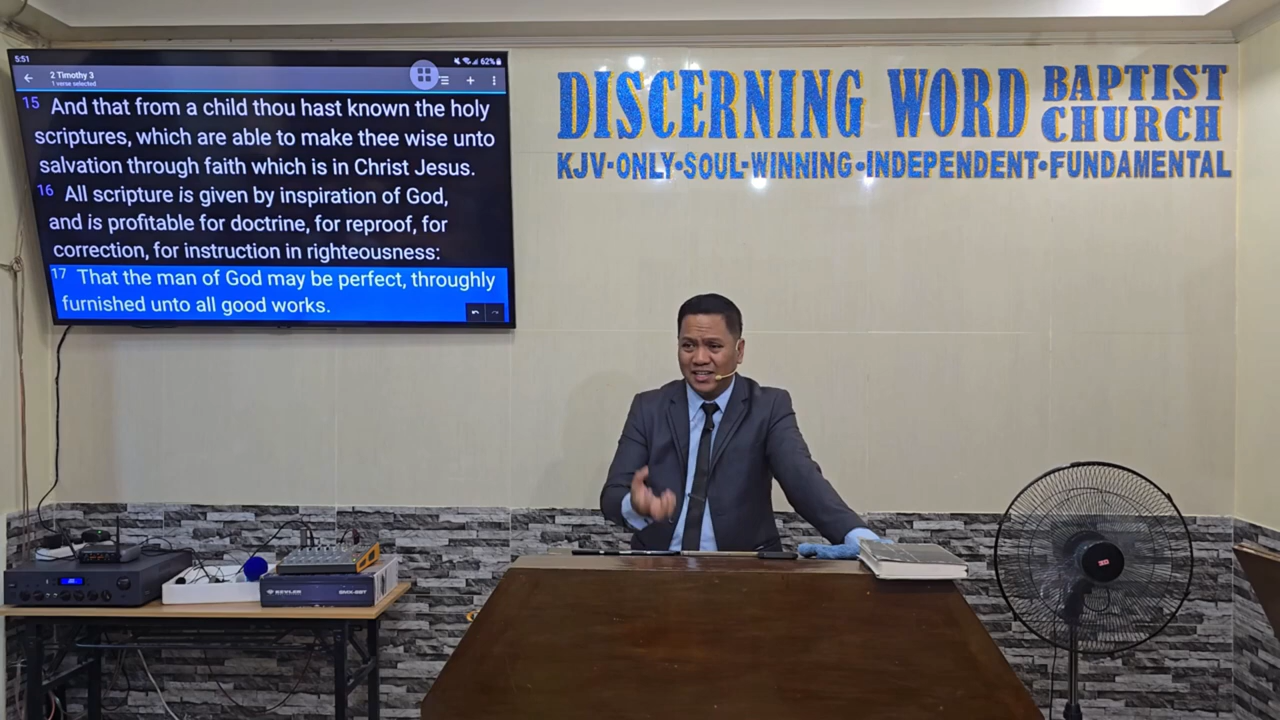 5:51
62%
2 Timothy 3
1 verse selected
15 And that from a child thou hast known the holy
scriptures, which are able to make thee wise unto
salvation through faith which is in Christ Jesus.
16 All scripture is given by inspiration of God,
and is profitable for doctrine, for reproof, for
correction, for instruction in righteousness:
17 That the man of God may be perfect, throughly
furnished unto all good works.
DISCERNING WORD BAPTIST
CHURCH
KJV-ONLY•SOUL-WINNING•INDEPENDENT•FUNDAMENTAL
KEVLER